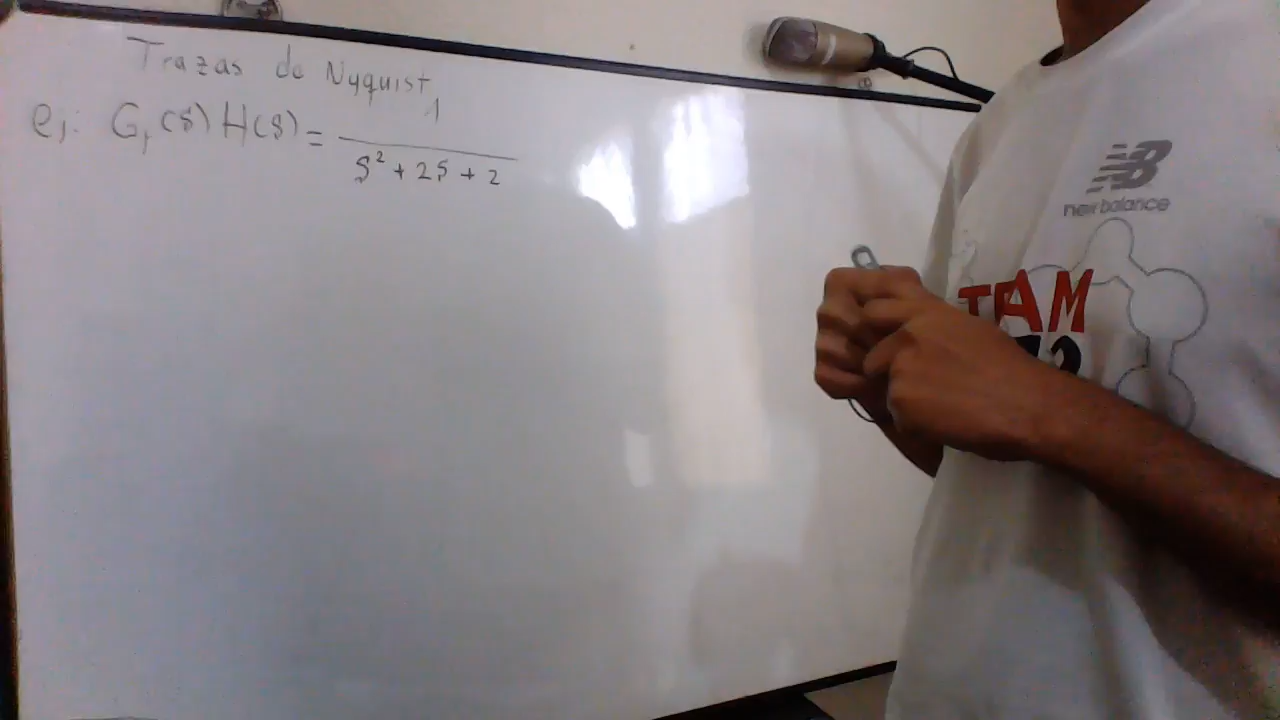 Trazas de Nyquist
ej: G(s) H(s) = 1
s² + 2s + 2
new balance
TEAM